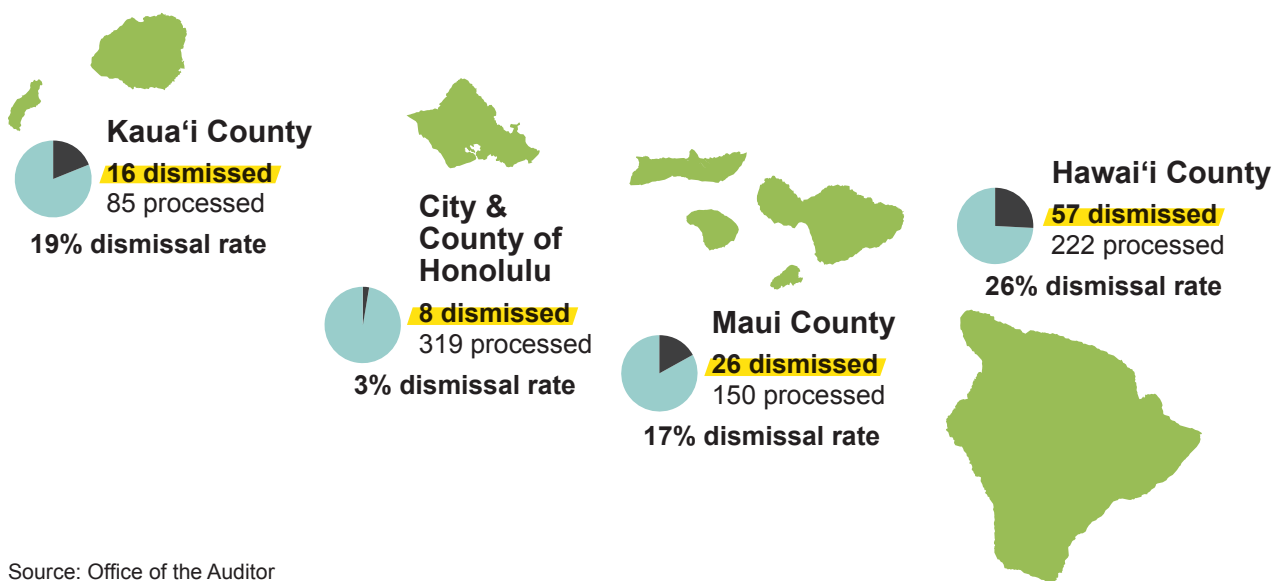 Kaua‘i County
16 dismissed
85 processed
19% dismissal rate
City &
County of
Honolulu
8 dismissed
319 processed
3% dismissal rate
Maui County
26 dismissed
150 processed
17% dismissal rate
Hawai‘i County
57 dismissed
222 processed
26% dismissal rate
Source: Office of the Auditor